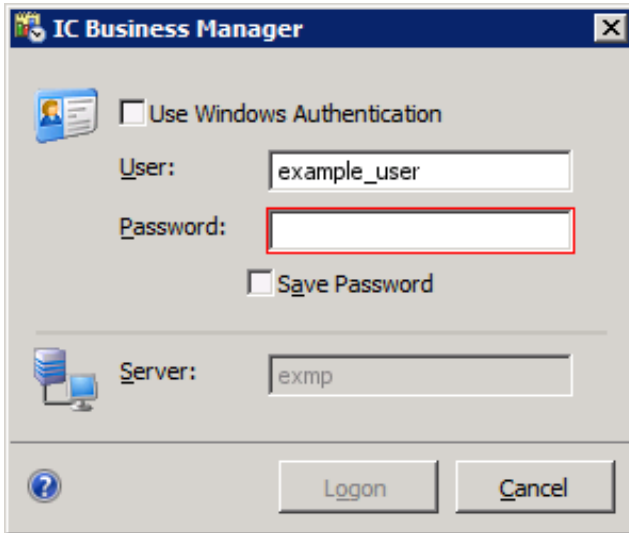 IC Business Manager
Use Windows Authentication
User: example_user
Password:
Save Password
Server: exmp
Logon Cancel